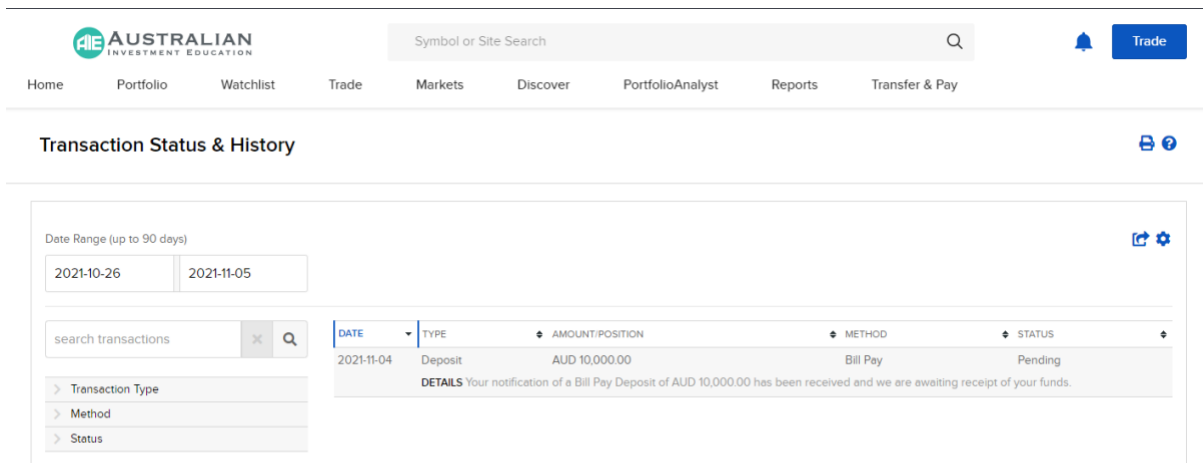 AIE AUSTRALIAN
INVESTMENT EDUCATION
Symbol or Site Search
Trade
Home Portfolio Watchlist Trade Markets Discover PortfolioAnalyst Reports Transfer & Pay
Transaction Status & History
Date Range (up to 90 days)
2021-10-26 2021-11-05
search transactions
DATE TYPE AMOUNT/POSITION METHOD STATUS
2021-11-04 Deposit AUD 10,000.00 Bill Pay Pending
DETAILS Your notification of a Bill Pay Deposit of AUD 10,000.00 has been received and we are awaiting receipt of your funds.
Transaction Type
Method
Status